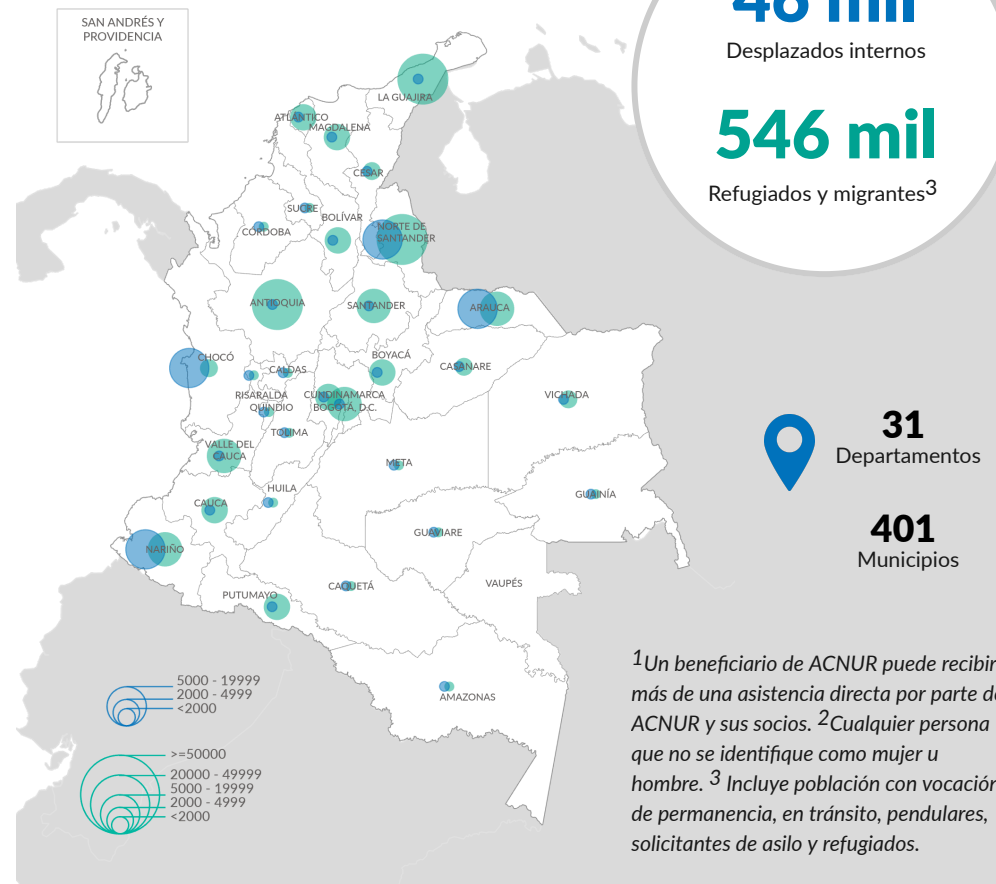 SAN ANDRÉS Y
PROVIDENCIA
46 mil
Desplazados internos
546 mil
Refugiados y migrantes3
LA GUAJIRA
ATLÁNTICO
MAGDALENA
CESAR
SUCRE
BOLÍVAR
CÓRDOBA
NORTE DE
SANTANDER
ANTIOQUIA
SANTANDER
ARAUCA
CHOCÓ
CALDAS
BOYACÁ
CASANARE
RISARALDA
QUINDIO
CUNDINAMARCA
BOGOTÁ, D.C.
VICHADA
TOLIMA
VALLE DEL
CAUCA
META
CAUCA
HUILA
GUAINÍA
GUAVIARE
NARIÑO
PUTUMAYO
CAQUETÁ
VAUPÉS
AMAZONAS
31
Departamentos
401
Municipios
5000 - 19999
2000 - 4999
<2000
>=50000
20000 - 49999
5000 - 19999
2000 - 4999
<2000
1Un beneficiario de ACNUR puede recibir
más de una asistencia directa por parte de
ACNUR y sus socios. 2Cualquier persona
que no se identifique como mujer u
hombre. 3 Incluye población con vocación
de permanencia, en tránsito, pendulares,
solicitantes de asilo y refugiados.